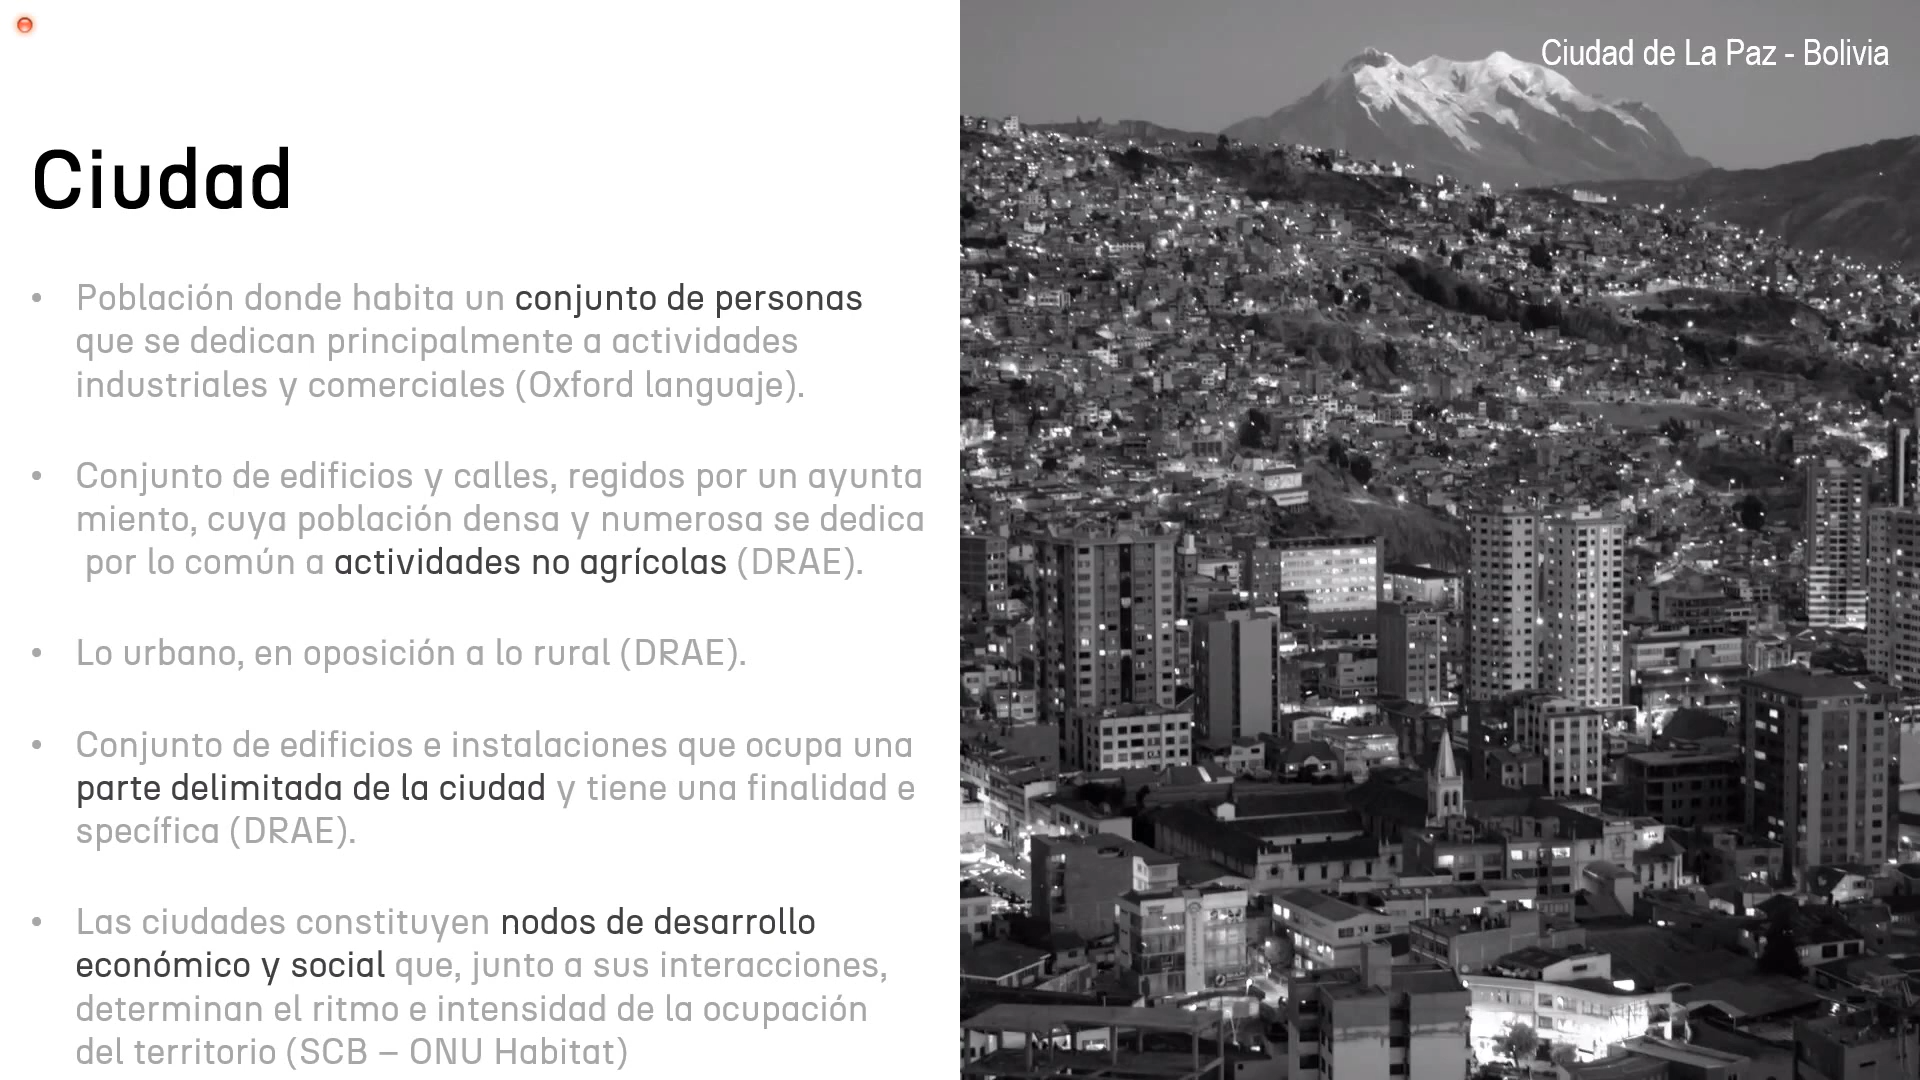 Ciudad de La Paz - Bolivia
Ciudad
• Población donde habita un conjunto de personas
que se dedican principalmente a actividades
industriales y comerciales (Oxford languaje).
• Conjunto de edificios y calles, regidos por un ayunta
miento, cuya población densa y numerosa se dedica
por lo común a actividades no agrícolas (DRAE).
• Lo urbano, en oposición a lo rural (DRAE).
• Conjunto de edificios e instalaciones que ocupa una
parte delimitada de la ciudad y tiene una finalidad e
specífica (DRAE).
• Las ciudades constituyen nodos de desarrollo
económico y social que, junto a sus interacciones,
determinan el ritmo e intensidad de la ocupación
del territorio (SCB – ONU Habitat)